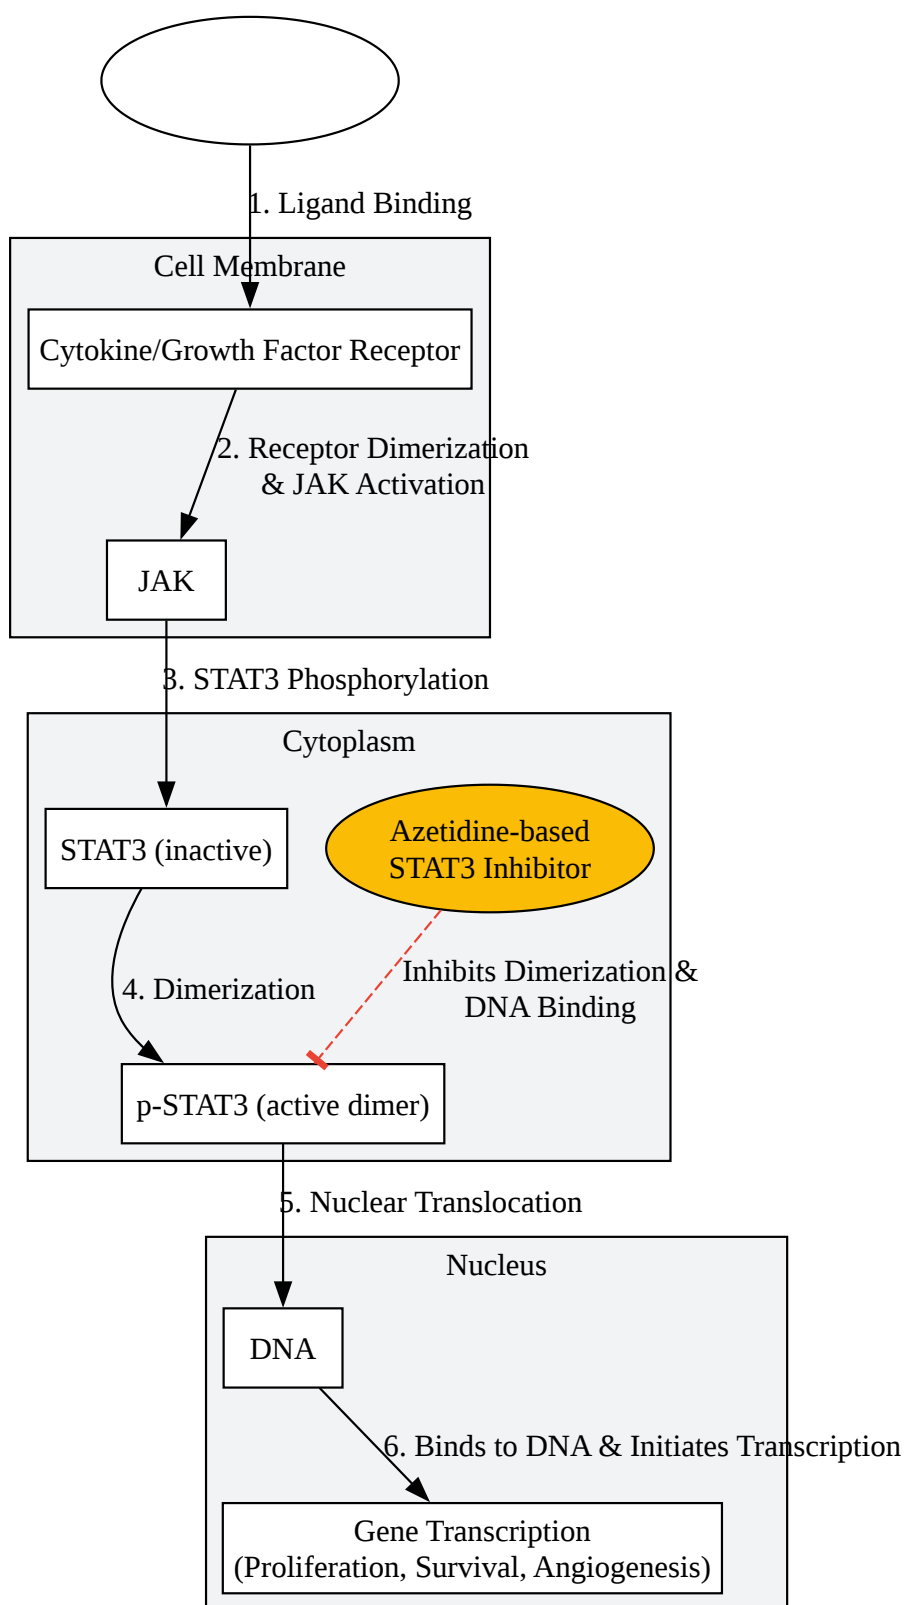 1. Ligand Binding
Cell Membrane
Cytokine/Growth Factor Receptor
2. Receptor Dimerization
& JAK Activation
JAK
3. STAT3 Phosphorylation
Cytoplasm
STAT3 (inactive)
Azetidine-based
STAT3 Inhibitor
4. Dimerization
Inhibits Dimerization &
DNA Binding
p-STAT3 (active dimer)
5. Nuclear Translocation
Nucleus
DNA
6. Binds to DNA & Initiates Transcription
Gene Transcription
(Proliferation, Survival, Angiogenesis)